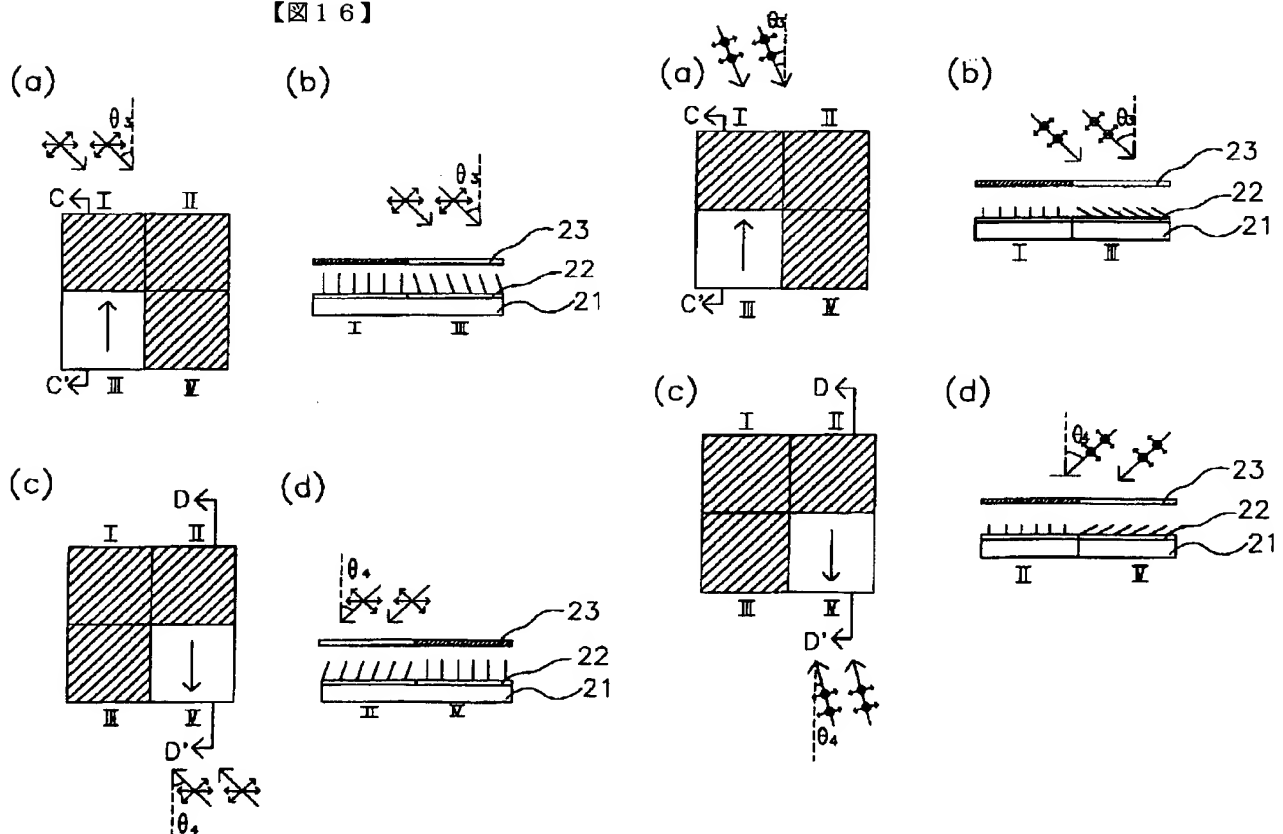 【図16】
(a)
θ₃
C
I
II
C'
III
IV
(b)
θ₃
23
22
21
I
III
(c)
D
I
II
III
IV
D'
θ₄
(d)
θ₄
23
22
21
II
IV
(a)
θ₃
C
I
II
C'
III
IV
(b)
θ₃
23
22
21
I
III
(c)
D
I
II
III
IV
D'
θ₄
(d)
θ₄
23
22
21
II
IV